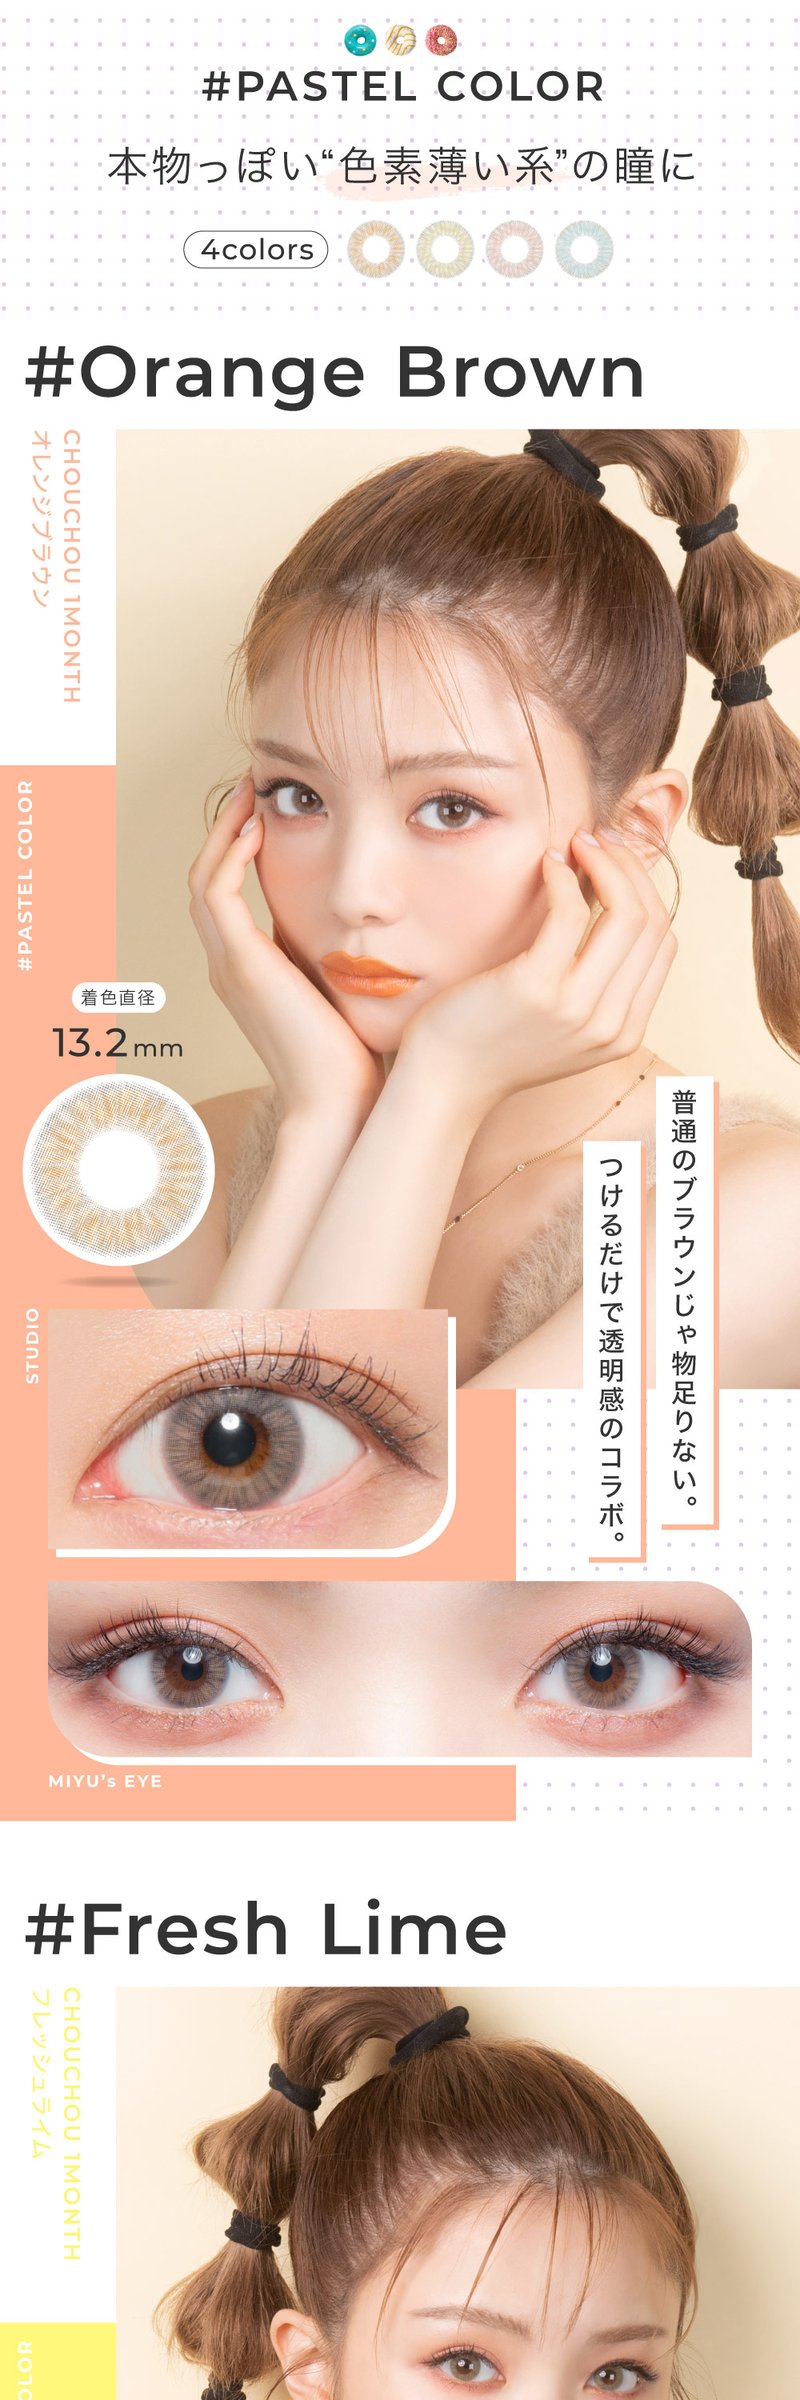 #PASTEL COLOR
本物っぽい“色素薄い系”の瞳に
4colors
#Orange Brown
CHOUCHOU 1MONTH
オレンジブラウン
#PASTEL COLOR
着色直径
13.2mm
普通のブラウンじゃ物足りない。
つけるだけで透明感のコラボ。
STUDIO
MIYU's EYE
#Fresh Lime
CHOUCHOU 1MONTH
フレッシュライム
OLOR